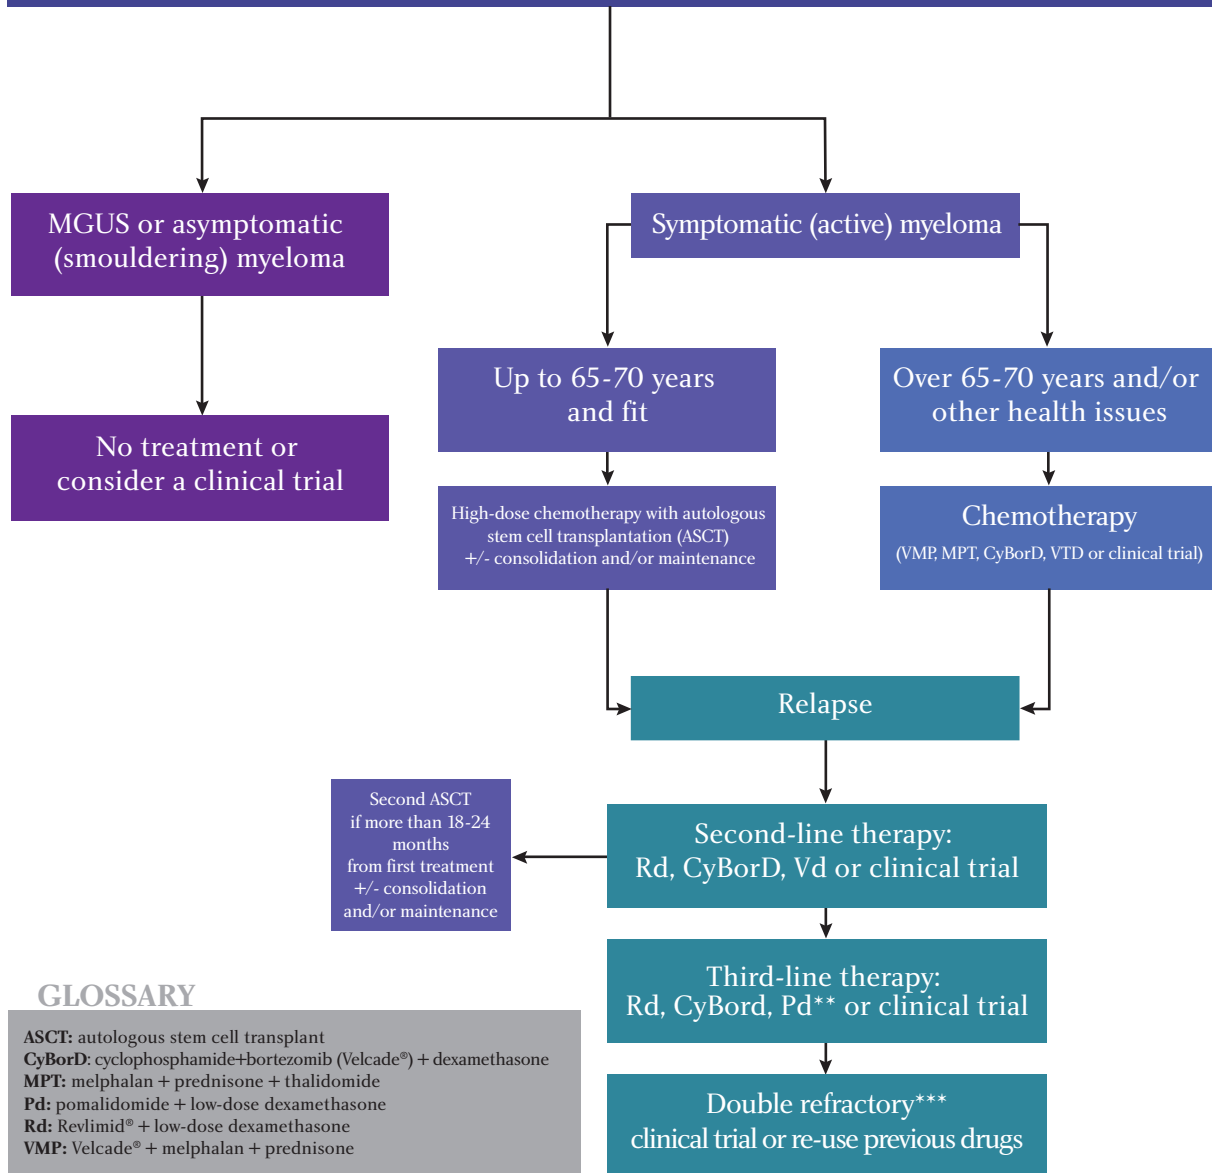 MGUS or asymptomatic
(smouldering) myeloma
No treatment or
consider a clinical trial
Symptomatic (active) myeloma
Up to 65-70 years
and fit
High-dose chemotherapy with autologous
stem cell transplantation (ASCT)
+/- consolidation and/or maintenance
Over 65-70 years and/or
other health issues
Chemotherapy
(VMP, MPT, CyBorD, VTD or clinical trial)
Relapse
Second ASCT
if more than 18-24
months
from first treatment
+/- consolidation
and/or maintenance
Second-line therapy:
Rd, CyBorD, Vd or clinical trial
Third-line therapy:
Rd, CyBord, Pd** or clinical trial
Double refractory***
clinical trial or re-use previous drugs
GLOSSARY
ASCT: autologous stem cell transplant
CyBorD: cyclophosphamide+bortezomib (Velcade®) + dexamethasone
MPT: melphalan + prednisone + thalidomide
Pd: pomalidomide + low-dose dexamethasone
Rd: Revlimid® + low-dose dexamethasone
VMP: Velcade® + melphalan + prednisone